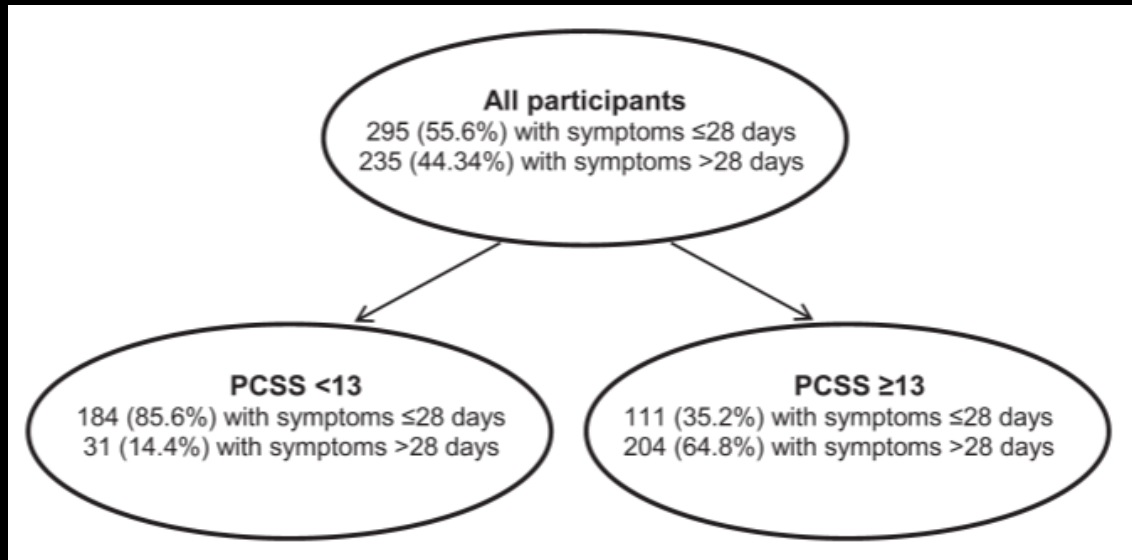 All participants
295 (55.6%) with symptoms ≤28 days
235 (44.34%) with symptoms >28 days
PCSS <13
184 (85.6%) with symptoms ≤28 days
31 (14.4%) with symptoms >28 days
PCSS ≥13
111 (35.2%) with symptoms ≤28 days
204 (64.8%) with symptoms >28 days